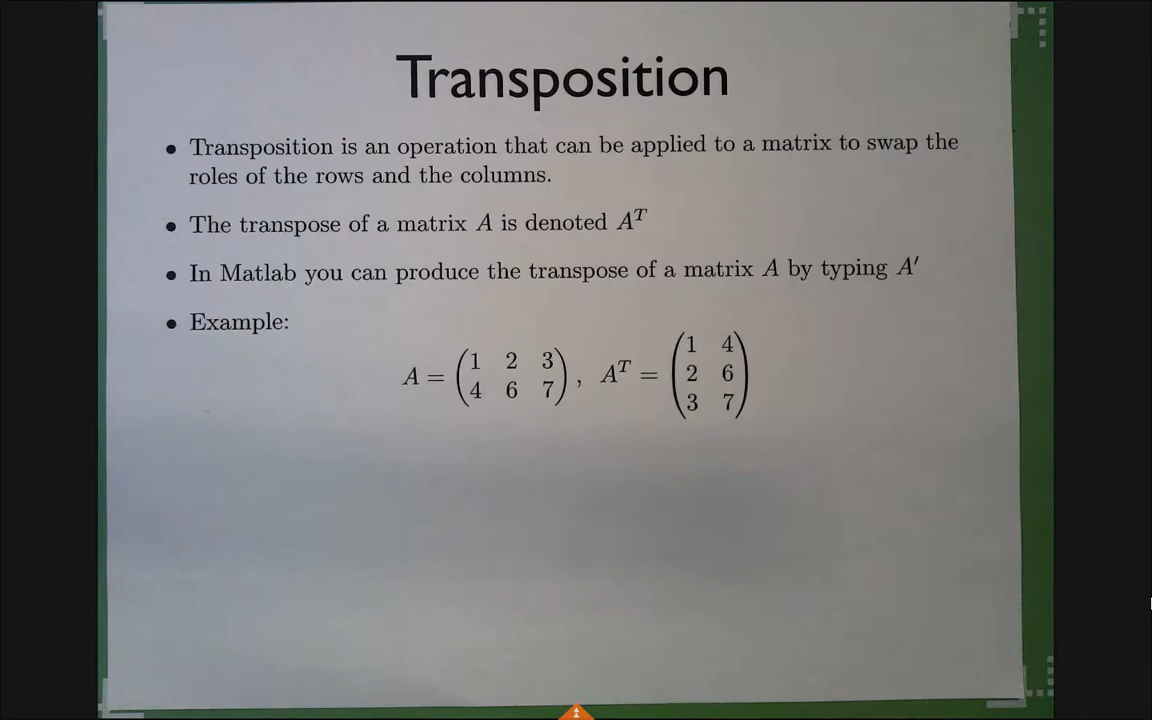 Transposition
• Transposition is an operation that can be applied to a matrix to swap the
roles of the rows and the columns.
• The transpose of a matrix A is denoted A^T
• In Matlab you can produce the transpose of a matrix A by typing A′
• Example:
A = (1 2 3
4 6 7), A^T = (1 4
2 6
3 7)